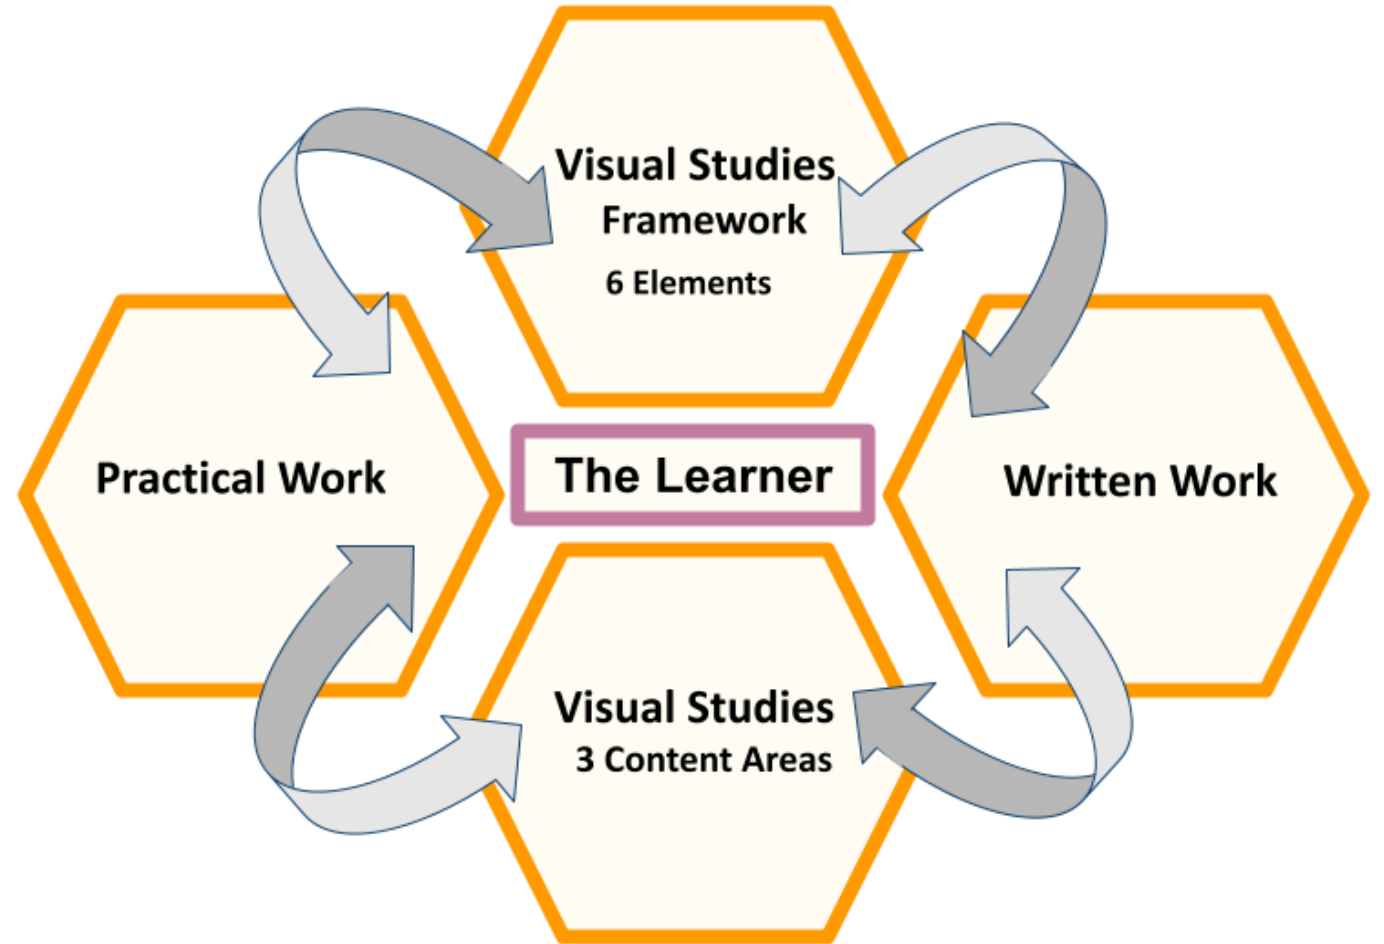 Visual Studies
Framework
6 Elements
Practical Work
The Learner
Written Work
Visual Studies
3 Content Areas